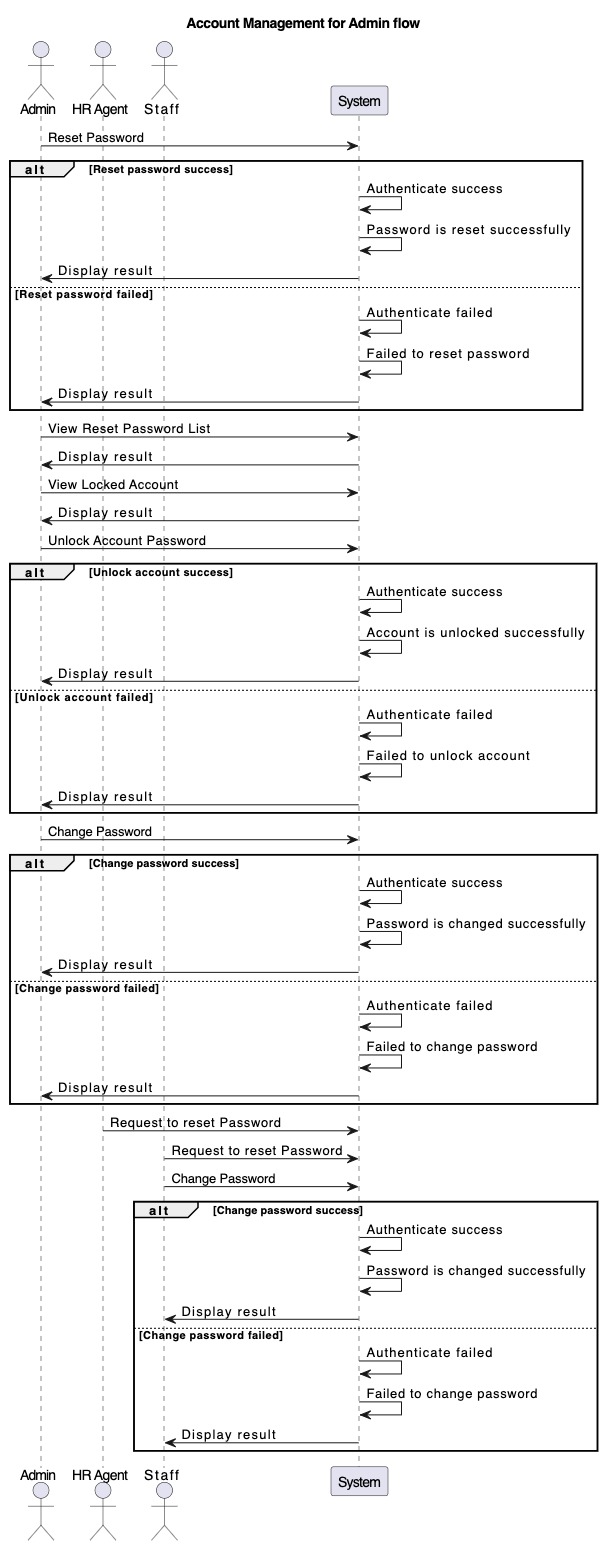 Account Management for Admin flow
Admin HR Agent Staff System
Reset Password
alt [Reset password success]
Authenticate success
Password is reset successfully
Display result
[Reset password failed]
Authenticate failed
Failed to reset password
Display result
View Reset Password List
Display result
View Locked Account
Display result
Unlock Account Password
alt [Unlock account success]
Authenticate success
Account is unlocked successfully
Display result
[Unlock account failed]
Authenticate failed
Failed to unlock account
Display result
Change Password
alt [Change password success]
Authenticate success
Password is changed successfully
Display result
[Change password failed]
Authenticate failed
Failed to change password
Display result
Request to reset Password
Request to reset Password
Change Password
alt [Change password success]
Authenticate success
Password is changed successfully
Display result
[Change password failed]
Authenticate failed
Failed to change password
Display result
Admin HR Agent Staff System